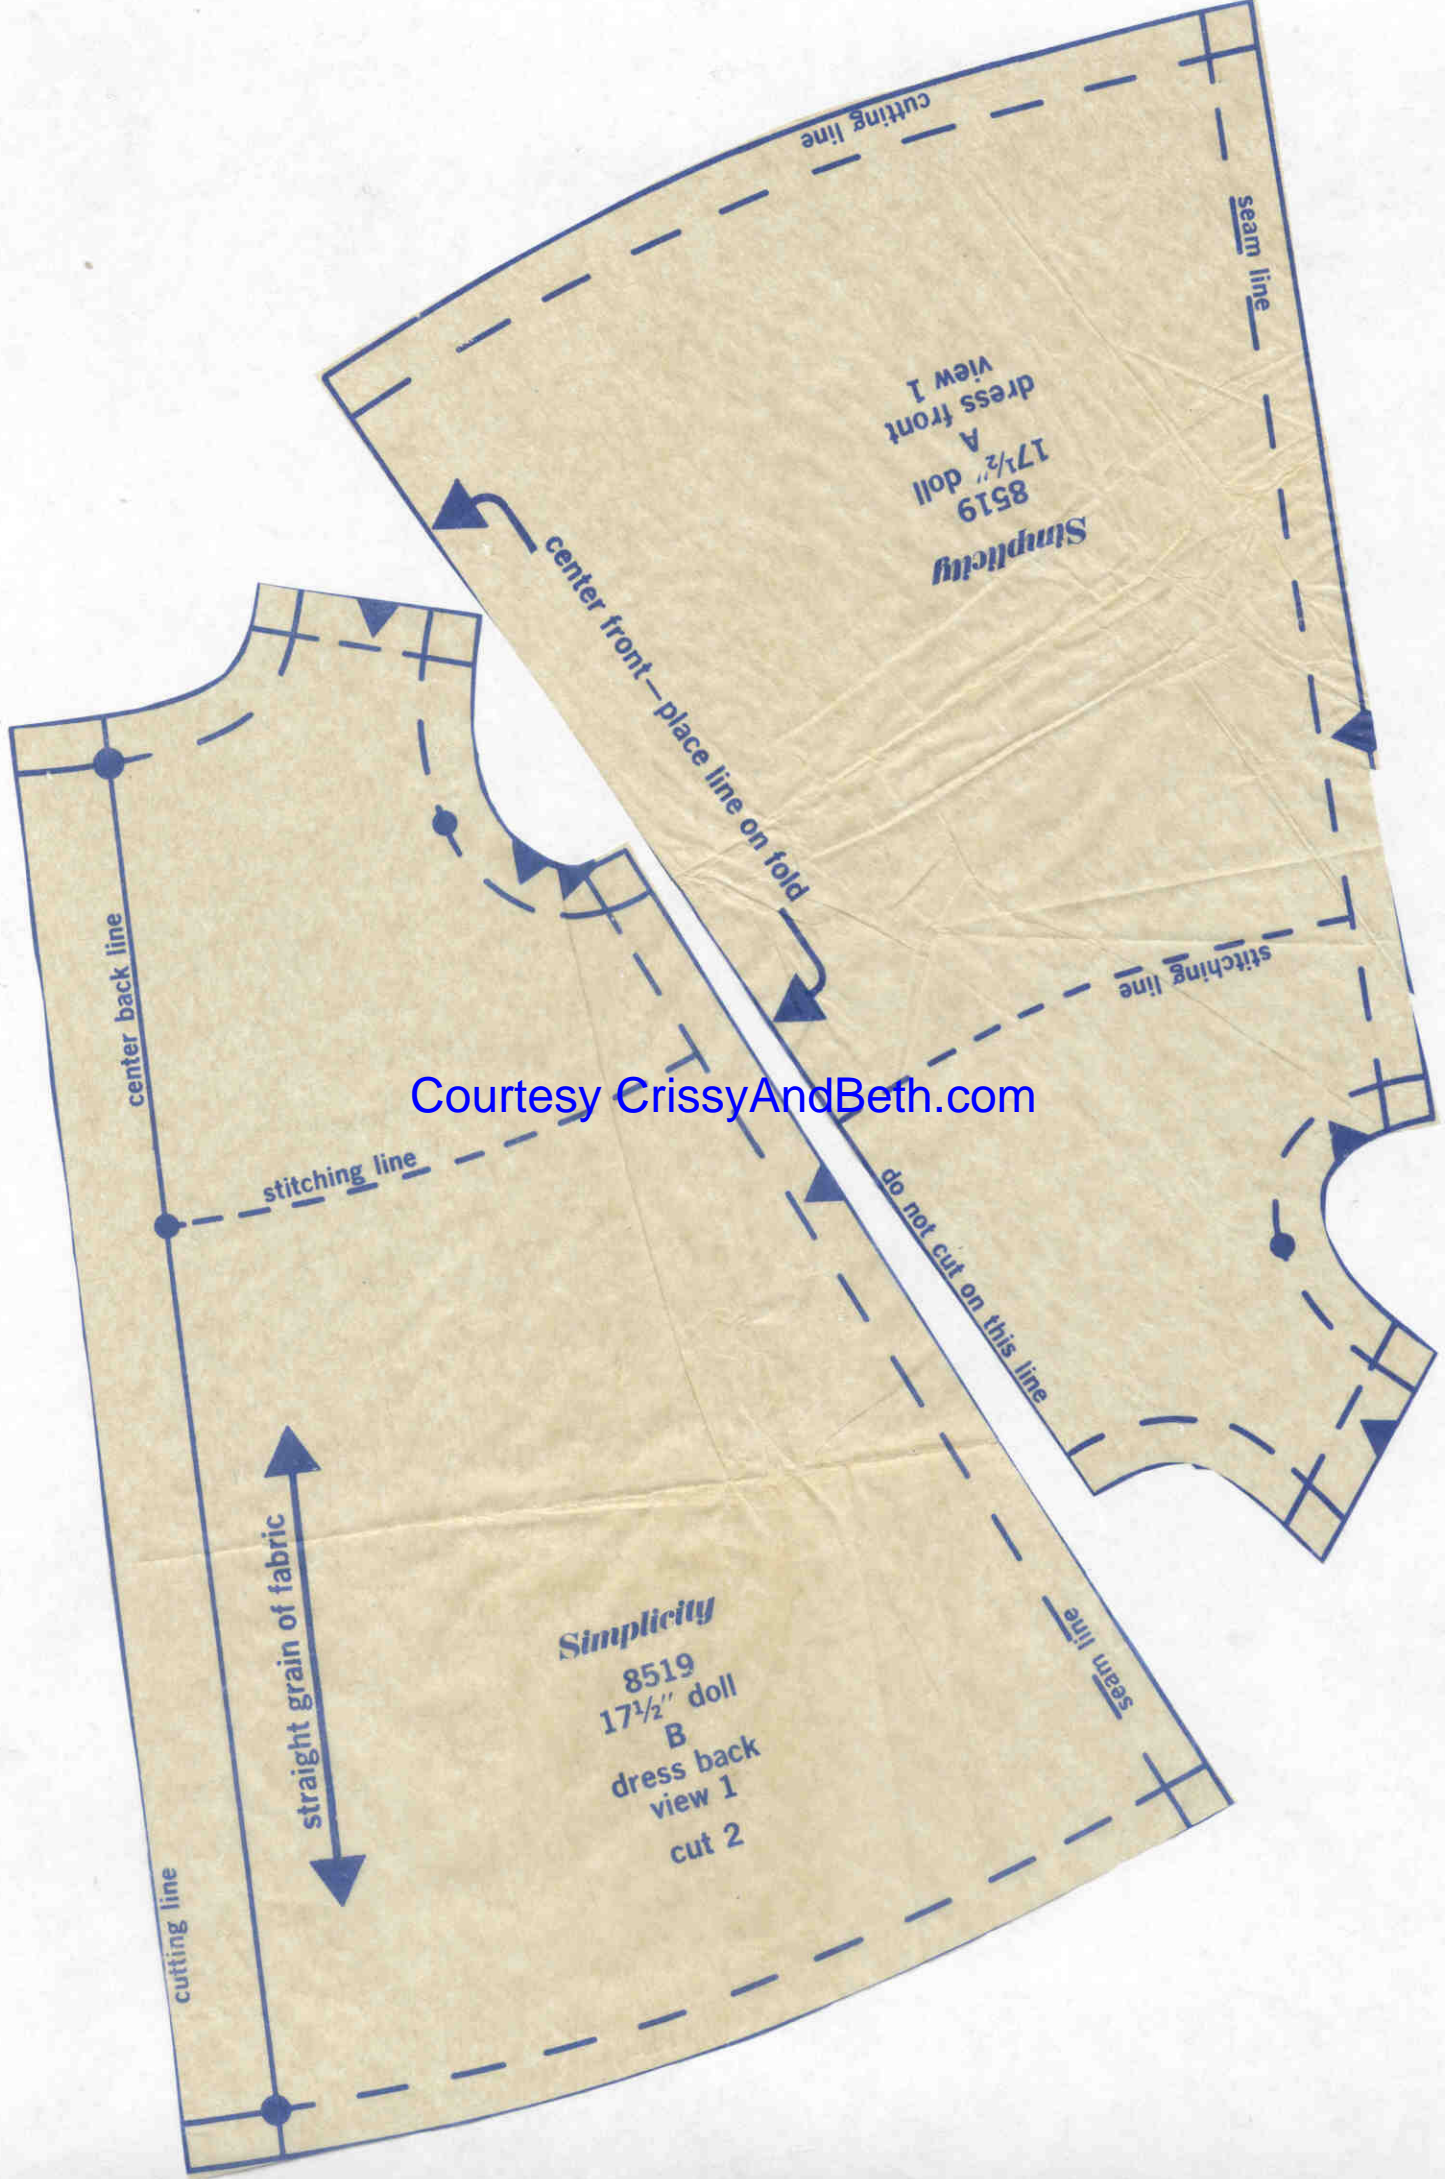 cutting line
seam line
Simplicity
8519
17½" doll
A
dress front
view 1
center front—place line on fold
stitching line
do not cut on this line
center back line
stitching line
Courtesy CrissyAndBeth.com
straight grain of fabric
Simplicity
8519
17½" doll
B
dress back
view 1
cut 2
seam line
cutting line